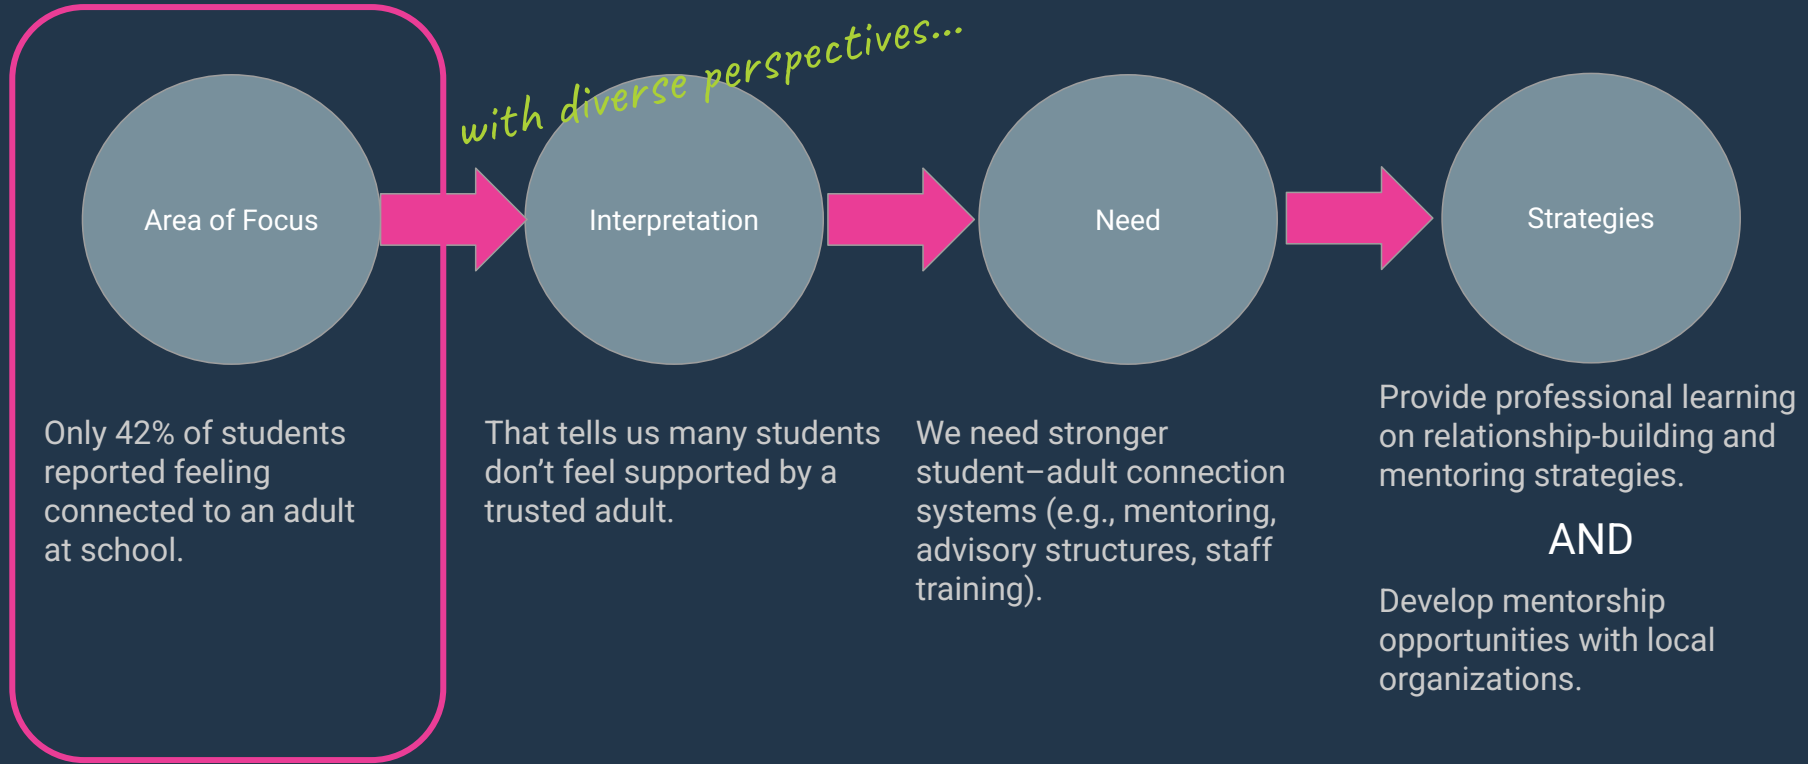 with diverse perspectives...
Area of Focus
Interpretation
Need
Strategies
Only 42% of students
reported feeling
connected to an adult
at school.
That tells us many students
don’t feel supported by a
trusted adult.
We need stronger
student–adult connection
systems (e.g., mentoring,
advisory structures, staff
training).
Provide professional learning
on relationship-building and
mentoring strategies.
AND
Develop mentorship
opportunities with local
organizations.